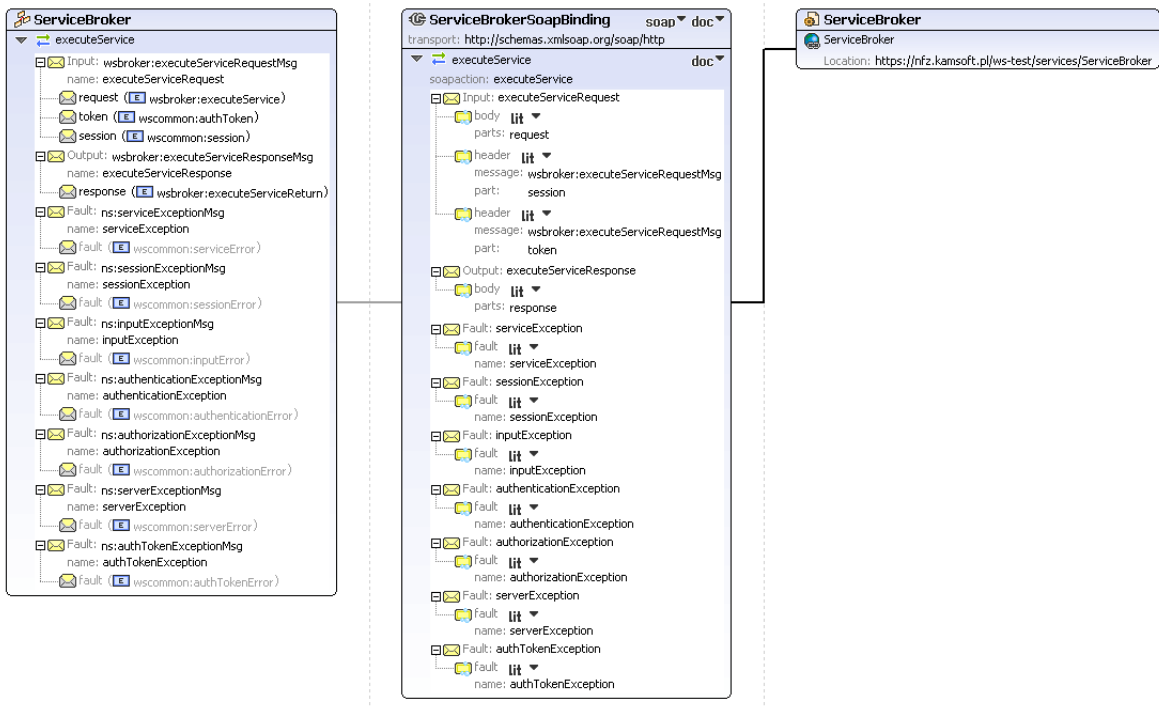 ServiceBroker
executeService
Input: wsbroker:executeServiceRequestMsg
name: executeServiceRequest
request (E wsbroker:executeService)
token (E wscommon:authToken)
session (E wscommon:session)
Output: wsbroker:executeServiceResponseMsg
name: executeServiceResponse
response (E wsbroker:executeServiceReturn)
Fault: ns:serviceExceptionMsg
name: serviceException
fault (E wscommon:serviceError)
Fault: ns:sessionExceptionMsg
name: sessionException
fault (E wscommon:sessionError)
Fault: ns:inputExceptionMsg
name: inputException
fault (E wscommon:inputError)
Fault: ns:authenticationExceptionMsg
name: authenticationException
fault (E wscommon:authenticationError)
Fault: ns:authorizationExceptionMsg
name: authorizationException
fault (E wscommon:authorizationError)
Fault: ns:serverExceptionMsg
name: serverException
fault (E wscommon:serverError)
Fault: ns:authTokenExceptionMsg
name: authTokenException
fault (E wscommon:authTokenError)
ServiceBrokerSoapBinding soap doc
transport: http://schemas.xmlsoap.org/soap/http
executeService doc
soapaction: executeService
Input: executeServiceRequest
body lit
parts: request
header lit
message: wsbroker:executeServiceRequestMsg
part: session
header lit
message: wsbroker:executeServiceRequestMsg
part: token
Output: executeServiceResponse
body lit
parts: response
Fault: serviceException
fault lit
name: serviceException
Fault: sessionException
fault lit
name: sessionException
Fault: inputException
fault lit
name: inputException
Fault: authenticationException
fault lit
name: authenticationException
Fault: authorizationException
fault lit
name: authorizationException
Fault: serverException
fault lit
name: serverException
Fault: authTokenException
fault lit
name: authTokenException
ServiceBroker
ServiceBroker
Location: https://nfz.kamsoft.pl/ws-test/services/ServiceBroker